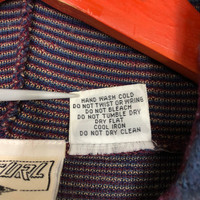 HAND WASH COLD
DO NOT TWIST OR WRING
DO NOT BLEACH
DO NOT TUMBLE DRY
DRY FLAT
COOL IRON
DO NOT DRY CLEAN
CURL